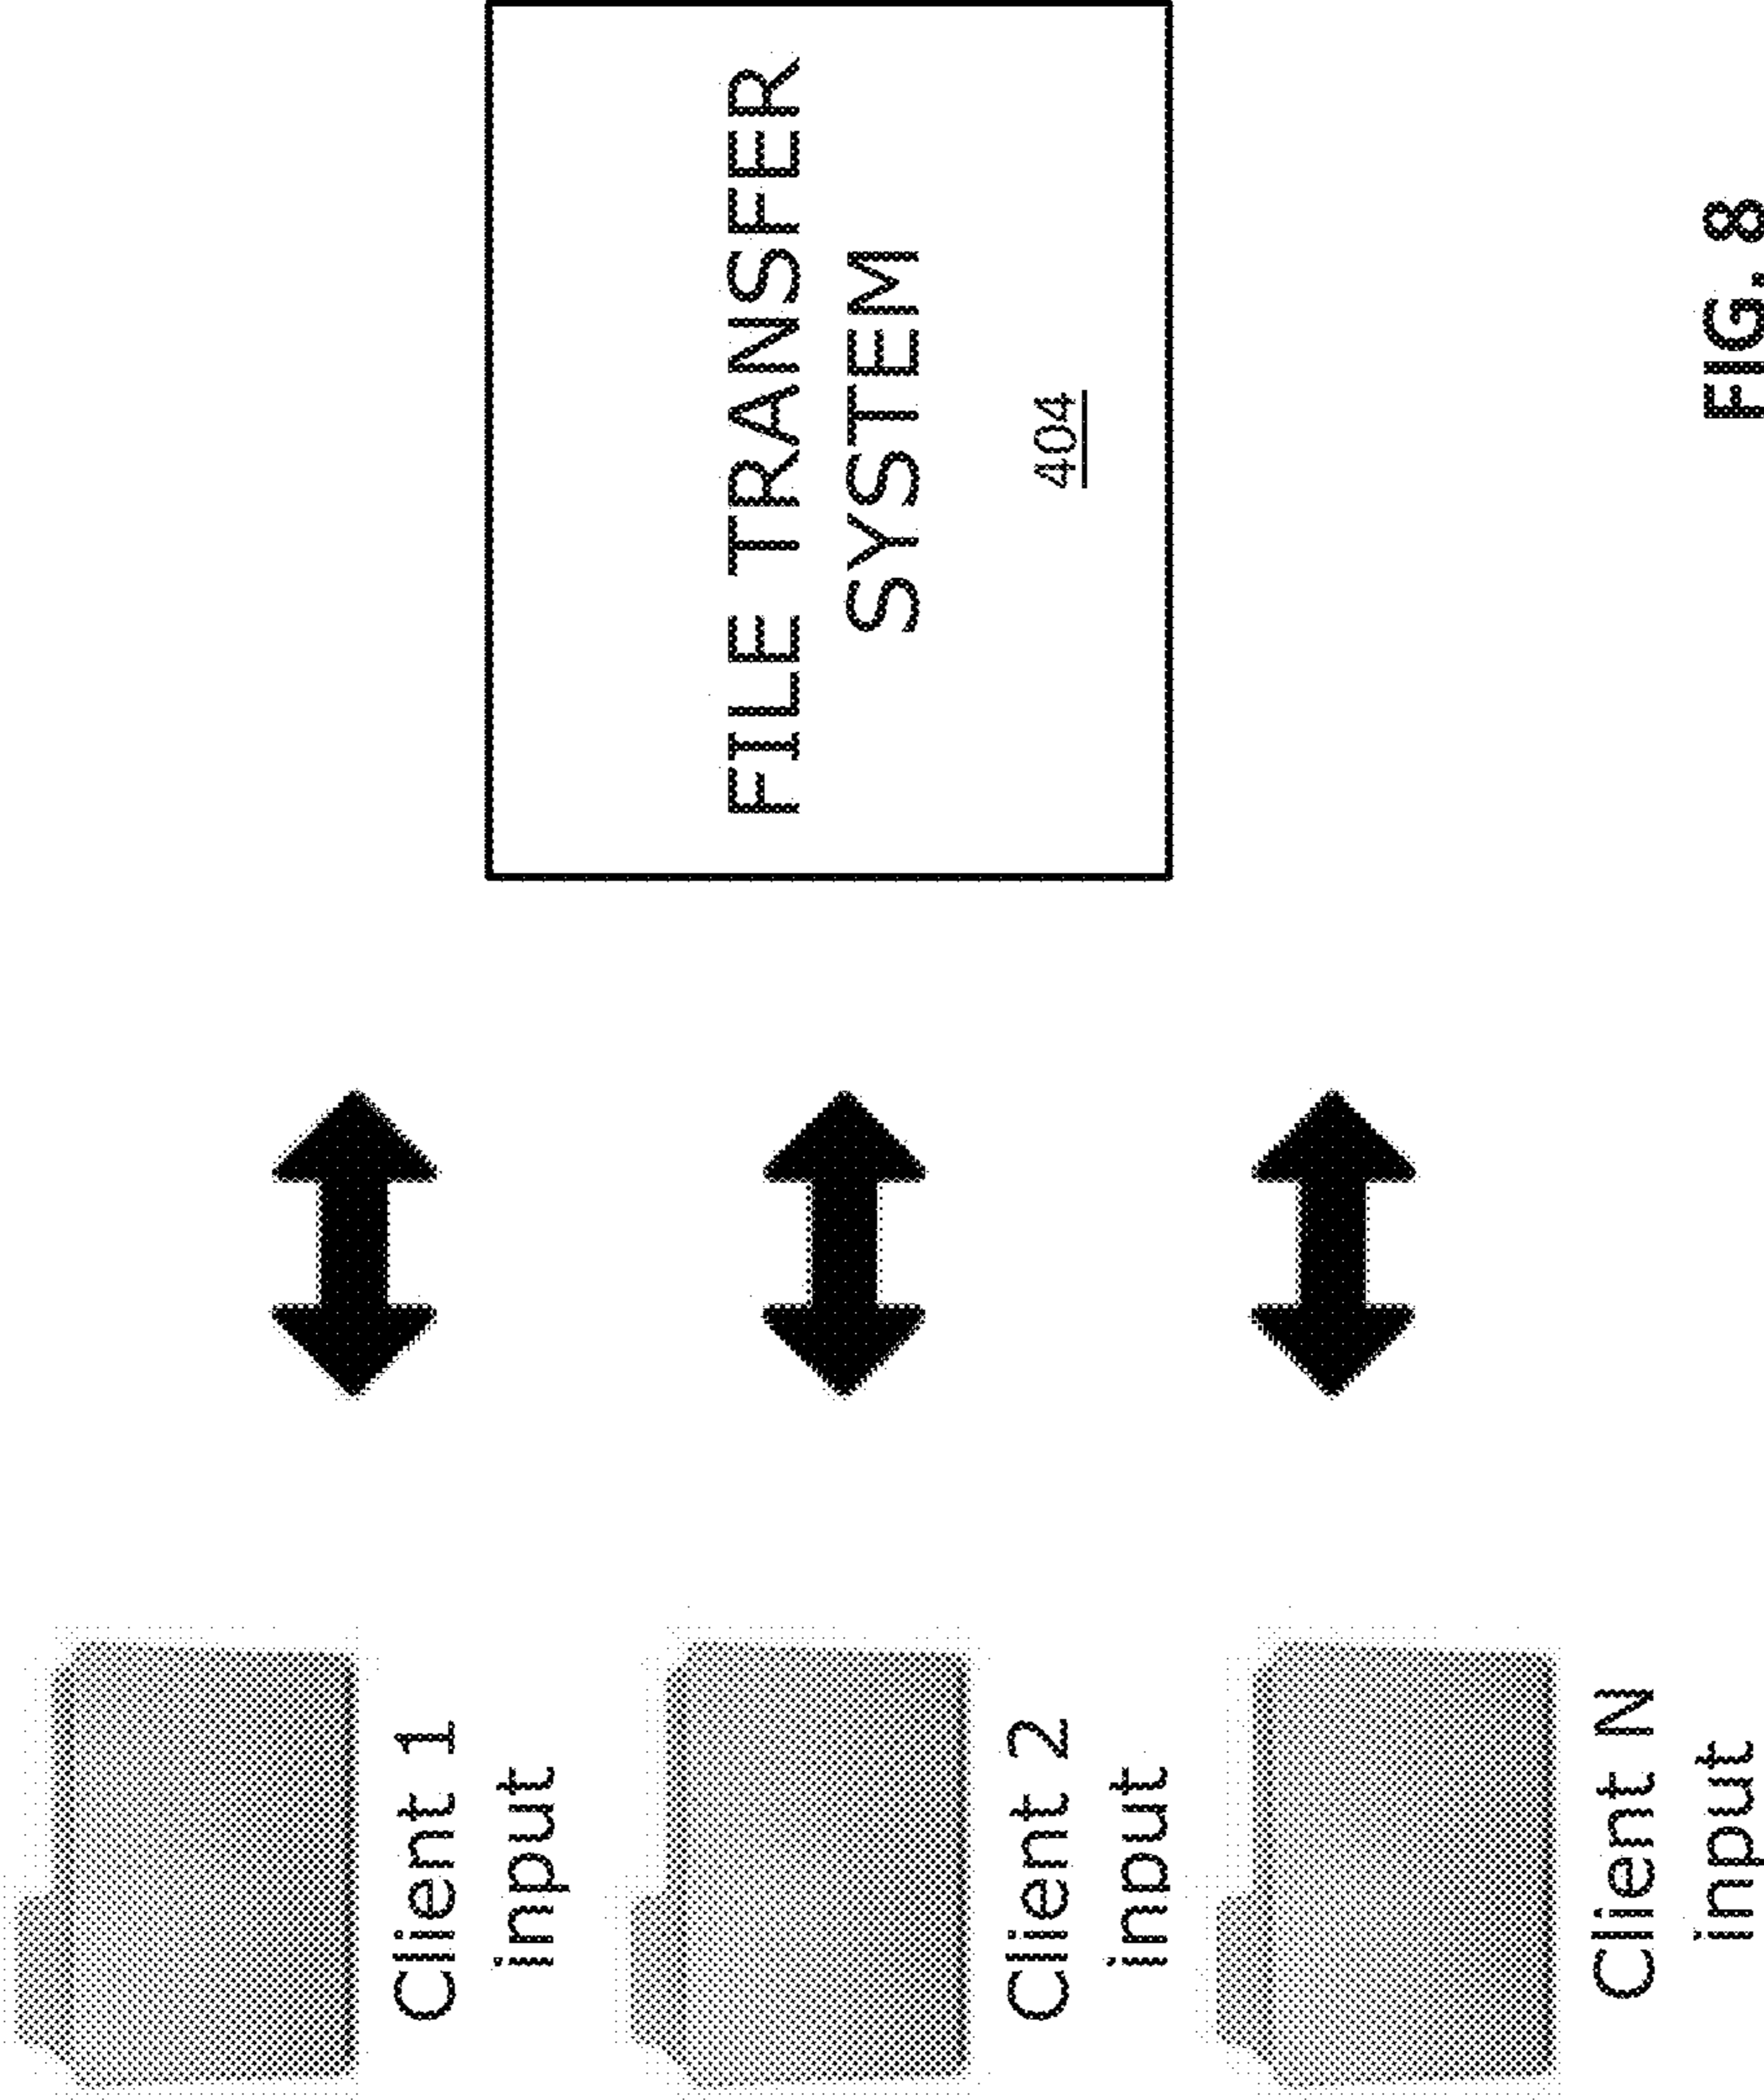 Client 1
input
Client 2
input
Client N
input
FILE TRANSFER
SYSTEM
404
FIG. 8